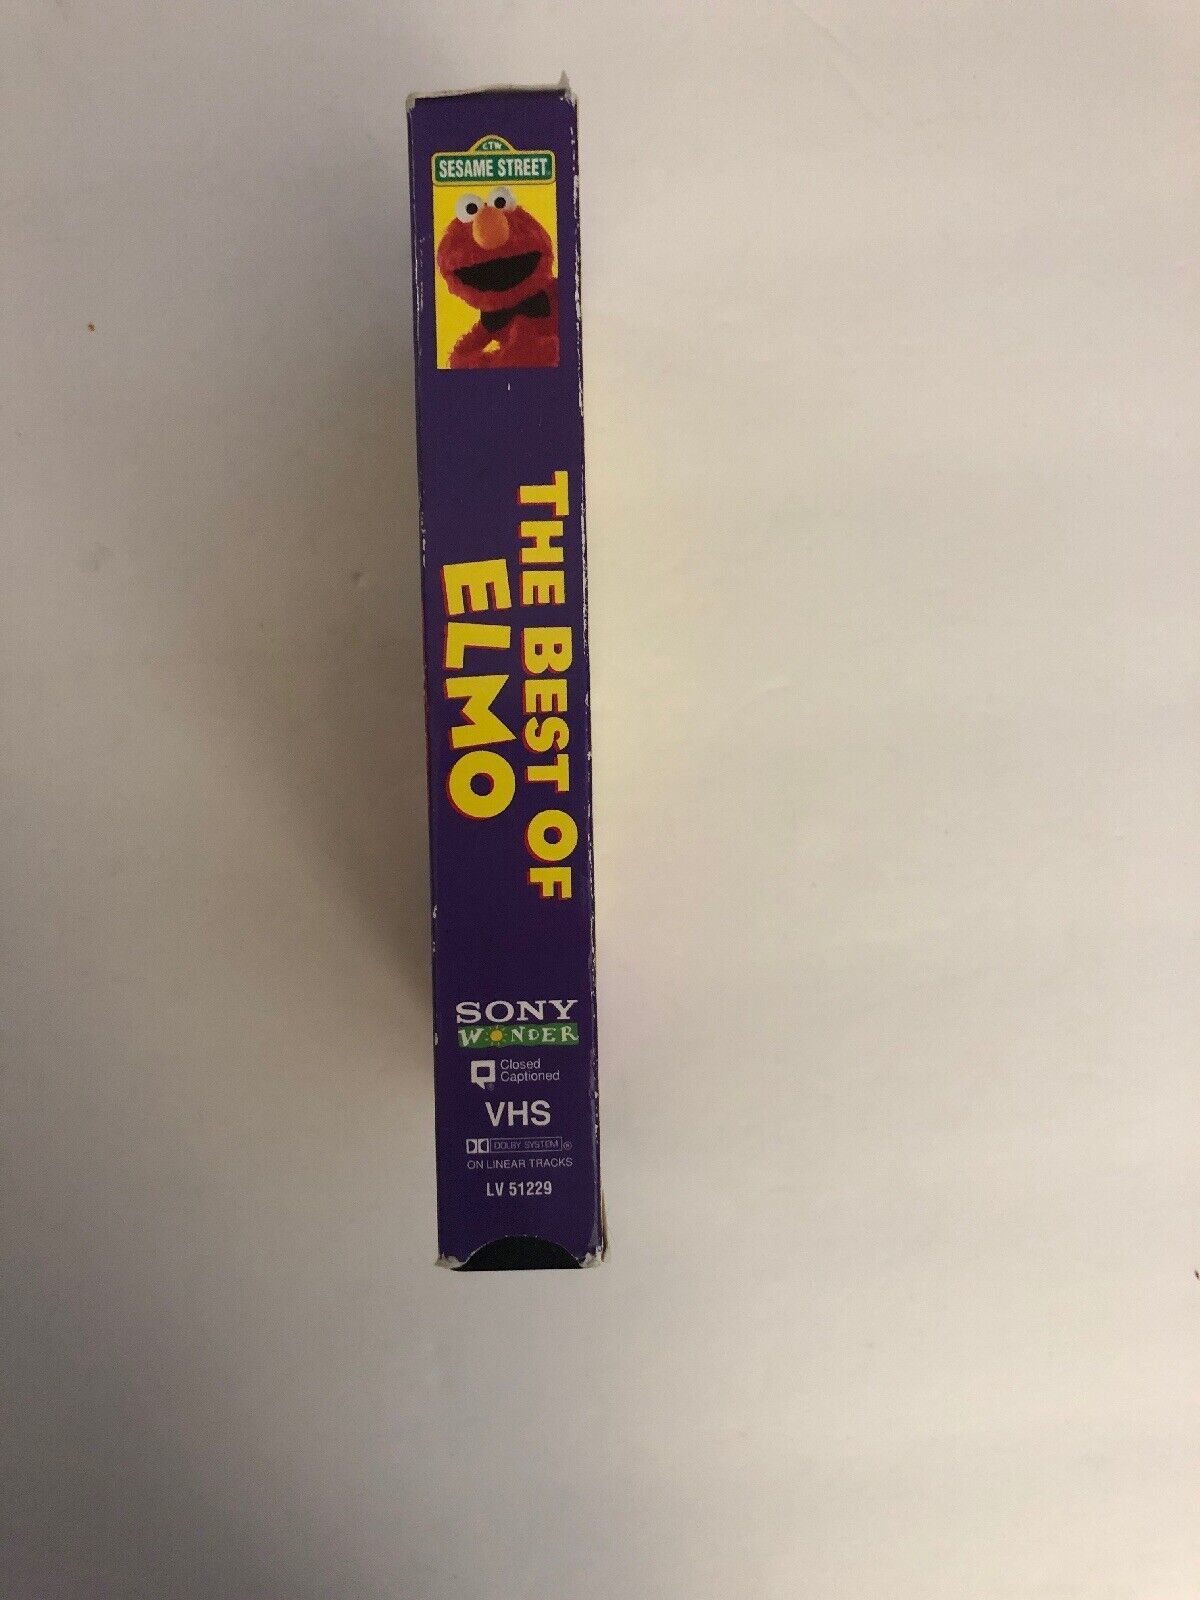 CTW
SESAME STREET
THE BEST OF
ELMO
SONY
WONDER
Closed
Captioned
VHS
DOLBY SYSTEM ®
ON LINEAR TRACKS
LV 51229